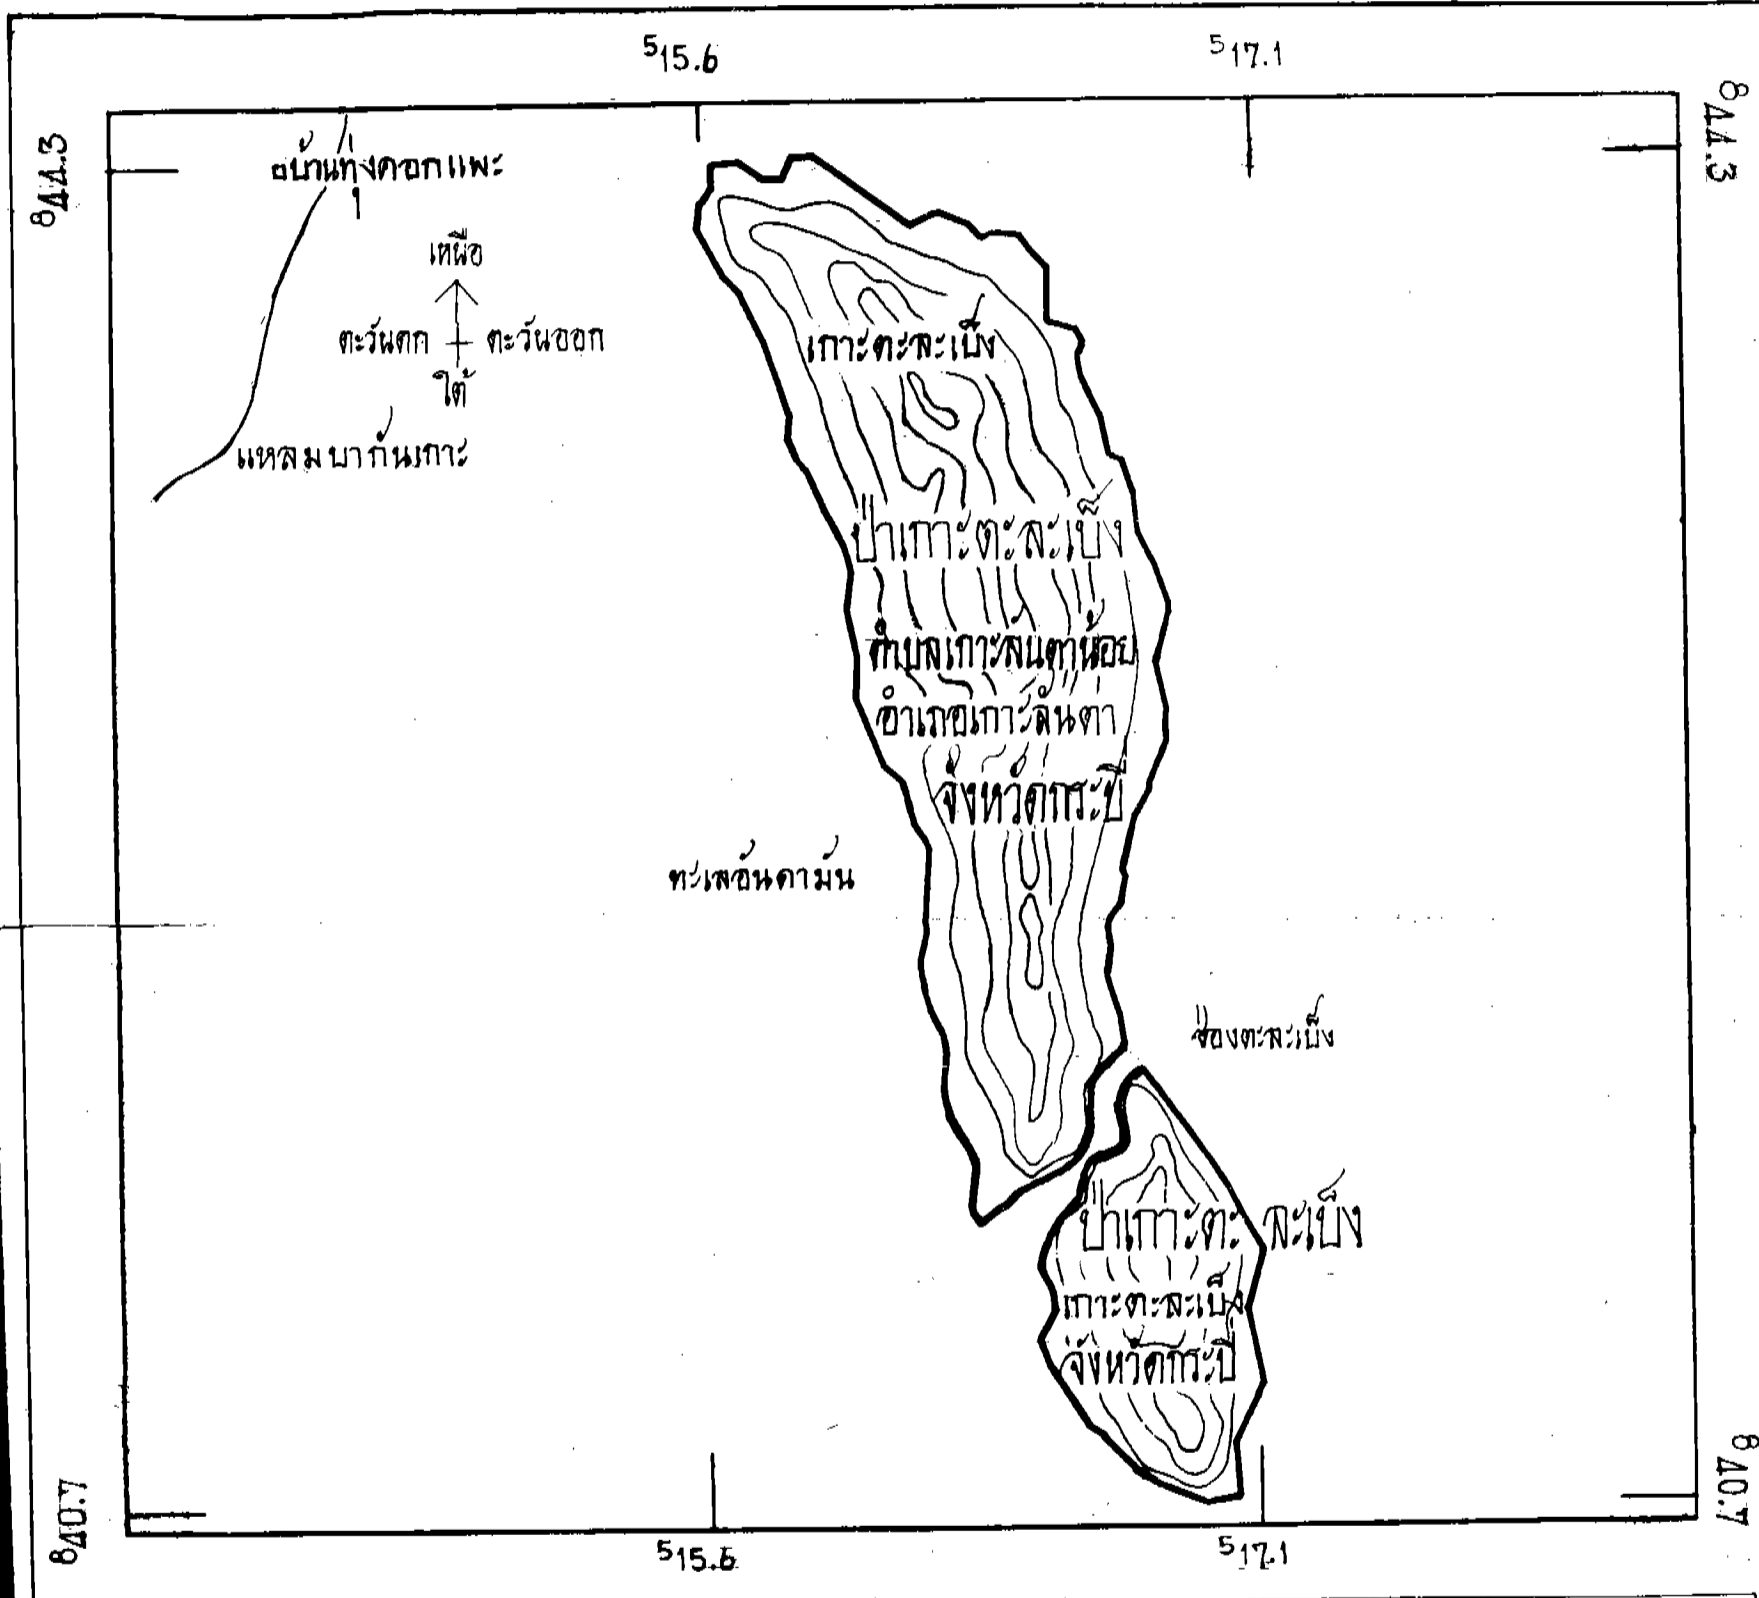 ⁵15.6
⁵17.1
⁸44.3
⁸44.3
บ้านทุ่งดอกแพะ
เหนือ
ตะวันตก
ตะวันออก
ใต้
แหลมบากันเกาะ
เกาะตะละเบ็ง
ป่าเกาะตะละเบ็ง
ตำบลเกาะลันตาน้อย
อำเภอเกาะลันตา
จังหวัดกระบี่
ทะเลอันดามัน
ช่องตะละเบ็ง
ป่าเกาะตะละเบ็ง
เกาะตะละเบ็ง
จังหวัดกระบี่
⁸40.7
⁸40.7
⁵15.6
⁵17.1